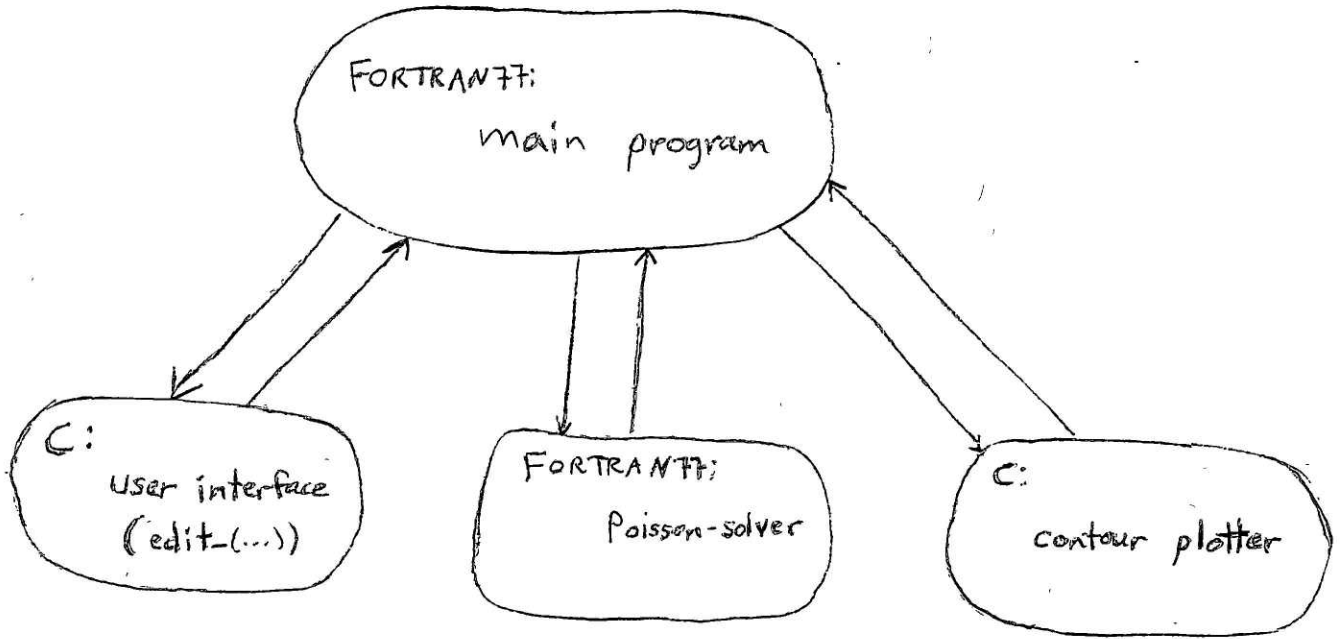 FORTRAN77:
main program
C:
user interface
(edit_(...))
FORTRAN77:
Poisson-solver
C:
contour plotter